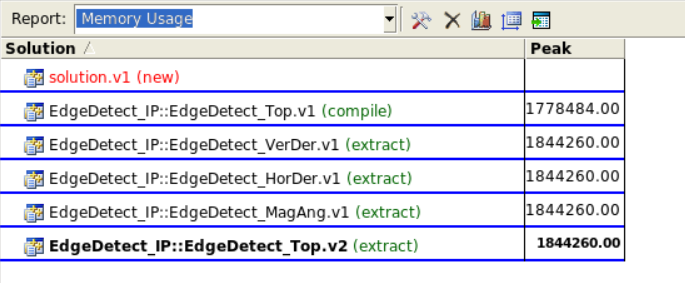 Report: Memory Usage
Solution Peak
solution.v1 (new)
EdgeDetect_IP::EdgeDetect_Top.v1 (compile) 1778484.00
EdgeDetect_IP::EdgeDetect_VerDer.v1 (extract) 1844260.00
EdgeDetect_IP::EdgeDetect_HorDer.v1 (extract) 1844260.00
EdgeDetect_IP::EdgeDetect_MagAng.v1 (extract) 1844260.00
EdgeDetect_IP::EdgeDetect_Top.v2 (extract) 1844260.00